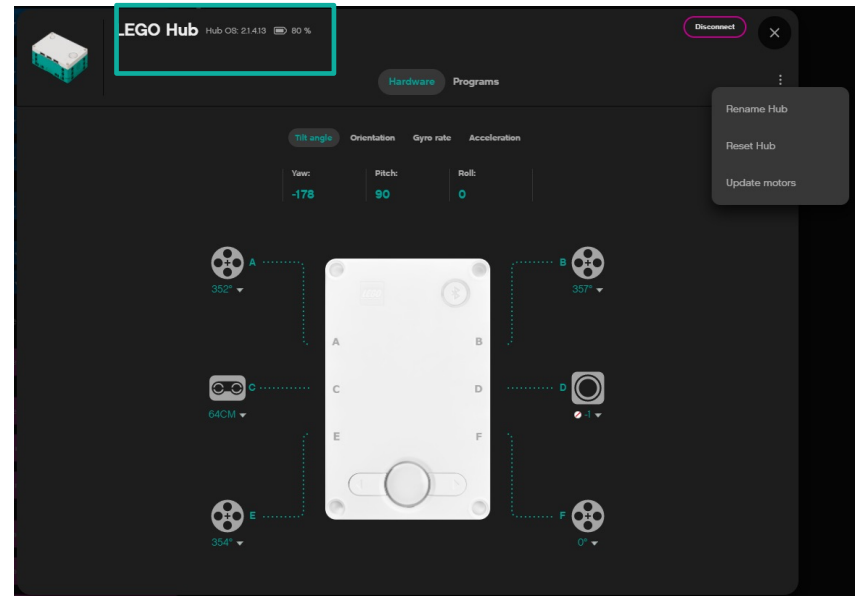 LEGO Hub Hub OS: 2.1.4.13 80 %
Disconnect
Hardware Programs
Rename Hub
Reset Hub
Update motors
Tilt angle Orientation Gyro rate Acceleration
Yaw: Pitch: Roll:
-178 90 0
A B
352° 357°
A B
C C D D
64CM -1
E F
E F
354° 0°